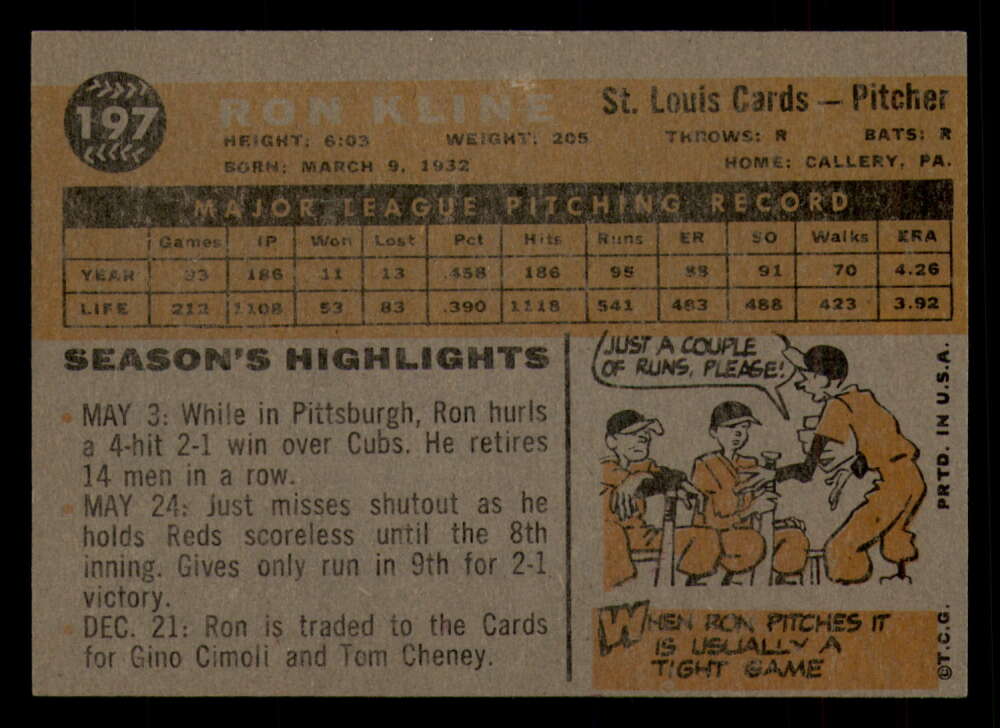 197
RON KLINE
St. Louis Cards — Pitcher
HEIGHT: 6:03 WEIGHT: 205 THROWS: R BATS: R
BORN: MARCH 9, 1932 HOME: CALLERY, PA.
MAJOR LEAGUE PITCHING RECORD
Games IP Won Lost Pct Hits Runs ER SO Walks ERA
YEAR 33 186 11 13 .458 186 95 88 91 70 4.26
LIFE 212 1108 53 83 .390 1118 541 483 488 423 3.92
SEASON'S HIGHLIGHTS
• MAY 3: While in Pittsburgh, Ron hurls
a 4-hit 2-1 win over Cubs. He retires
14 men in a row.
• MAY 24: Just misses shutout as he
holds Reds scoreless until the 8th
inning. Gives only run in 9th for 2-1
victory.
• DEC. 21: Ron is traded to the Cards
for Gino Cimoli and Tom Cheney.
JUST A COUPLE
OF RUNS, PLEASE!
WHEN RON PITCHES IT
IS USUALLY A
TIGHT GAME
PRTD. IN U.S.A.
©T.C.G.